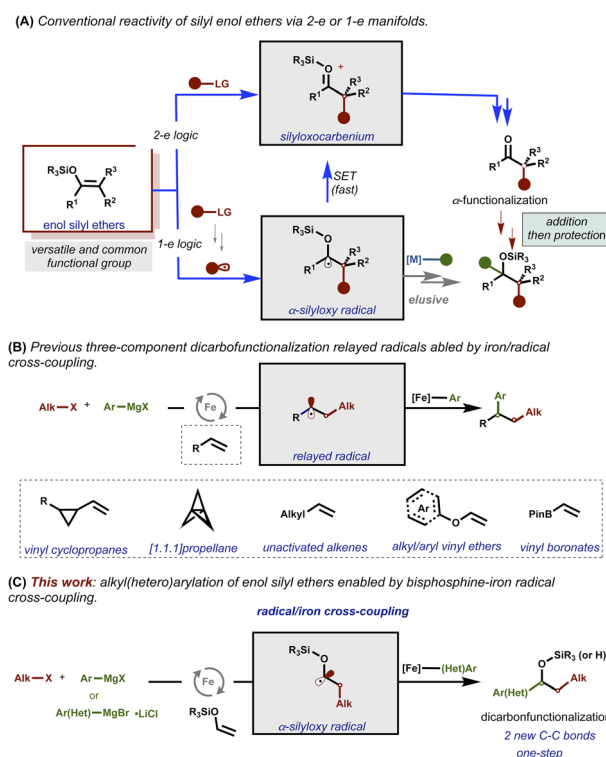 (A) Conventional reactivity of silyl enol ethers via 2-e or 1-e manifolds.
R3Si
O
+
R3
R1
R2
silyloxocarbenium
LG
2-e logic
R3SiO
R3
R1
R2
enol silyl ethers
versatile and common
functional group
1-e logic
LG
SET
(fast)
O
R3
R1
R2
α-functionalization
addition
then protection
R3Si
O
R3
R1
R2
α-silyloxy radical
[M]
elusive
OSiR3
R3
R1
R2
(B) Previous three-component dicarbofunctionalization relayed radicals abled by iron/radical
cross-coupling.
Alk—X + Ar—MgX
Fe
R
R
Alk
relayed radical
[Fe]—Ar
Ar
R
Alk
R
vinyl cyclopropanes
[1.1.1]propellane
Alkyl
unactivated alkenes
Ar
O
alkyl/aryl vinyl ethers
PinB
vinyl boronates
(C) This work: alkyl(hetero)arylation of enol silyl ethers enabled by bisphosphine-iron radical
cross-coupling.
radical/iron cross-coupling
Alk—X + Ar—MgX
or
Ar(Het)—MgBr •LiCl
Fe
R3SiO
R3Si
O
Alk
α-silyloxy radical
[Fe]—(Het)Ar
OSiR3 (or H)
Ar(Het)
Alk
dicarbonfunctionalization
2 new C-C bonds
one-step